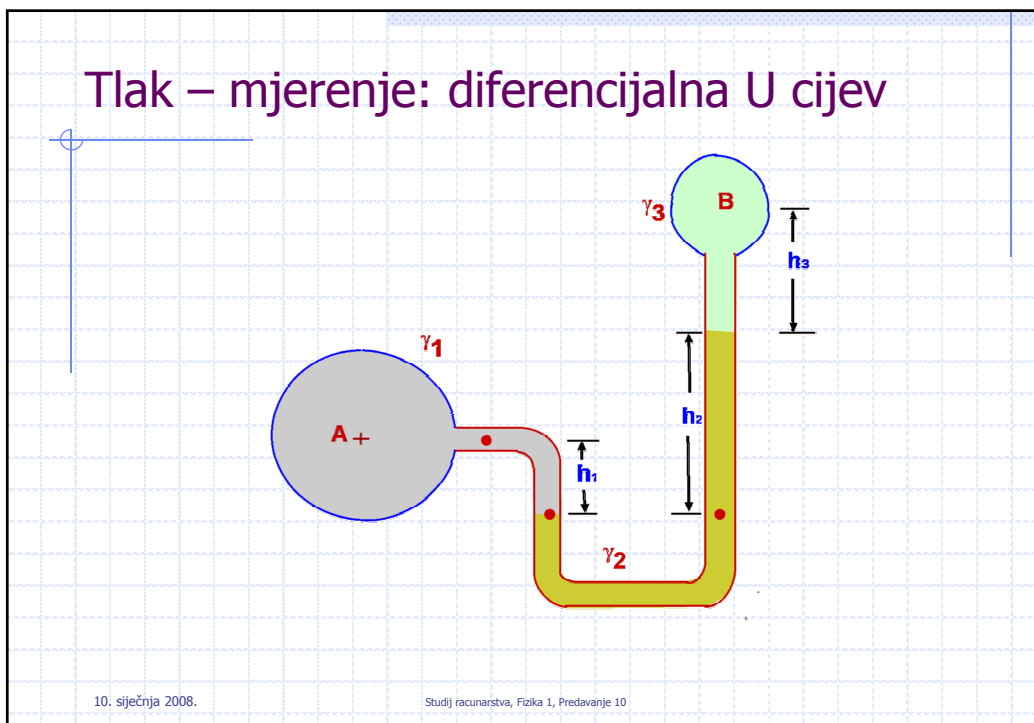 Tlak – mjerenje: diferencijalna U cijev
γ3
B
h3
γ1
h2
A
h1
γ2
10. siječnja 2008.
Studij racunarstva, Fizika 1, Predavanje 10